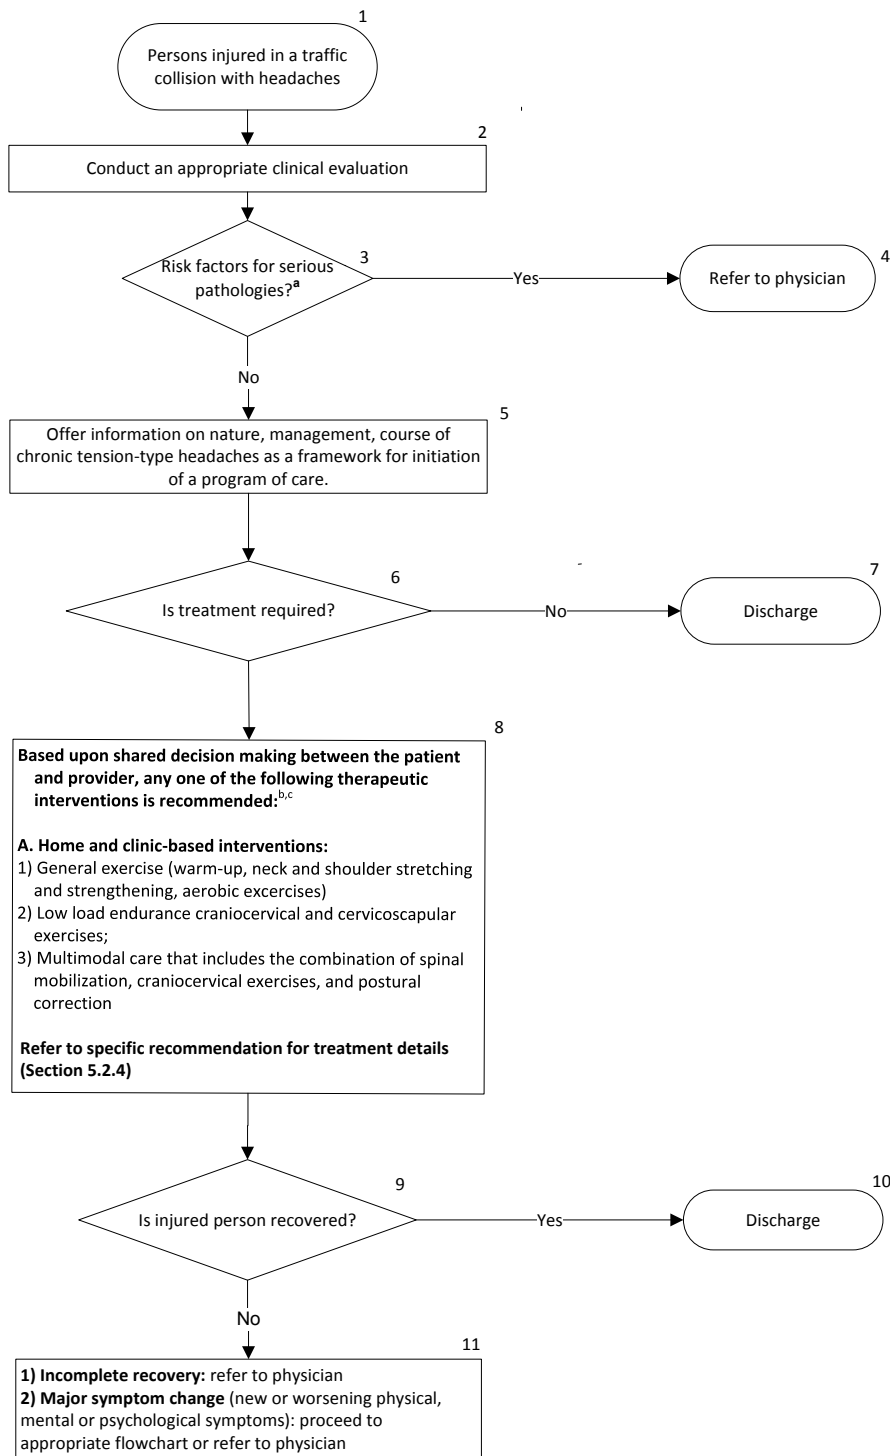 1
Persons injured in a traffic
collision with headaches
2
Conduct an appropriate clinical evaluation
3
Risk factors for serious
pathologies?a
Yes
4
Refer to physician
No
5
Offer information on nature, management, course of
chronic tension-type headaches as a framework for initiation
of a program of care.
6
Is treatment required?
No
7
Discharge
8
Based upon shared decision making between the patient
and provider, any one of the following therapeutic
interventions is recommended:b,c
A. Home and clinic-based interventions:
1) General exercise (warm-up, neck and shoulder stretching
and strengthening, aerobic excercises)
2) Low load endurance craniocervical and cervicoscapular
exercises;
3) Multimodal care that includes the combination of spinal
mobilization, craniocervical exercises, and postural
correction
Refer to specific recommendation for treatment details
(Section 5.2.4)
9
Is injured person recovered?
Yes
10
Discharge
No
11
1) Incomplete recovery: refer to physician
2) Major symptom change (new or worsening physical,
mental or psychological symptoms): proceed to
appropriate flowchart or refer to physician